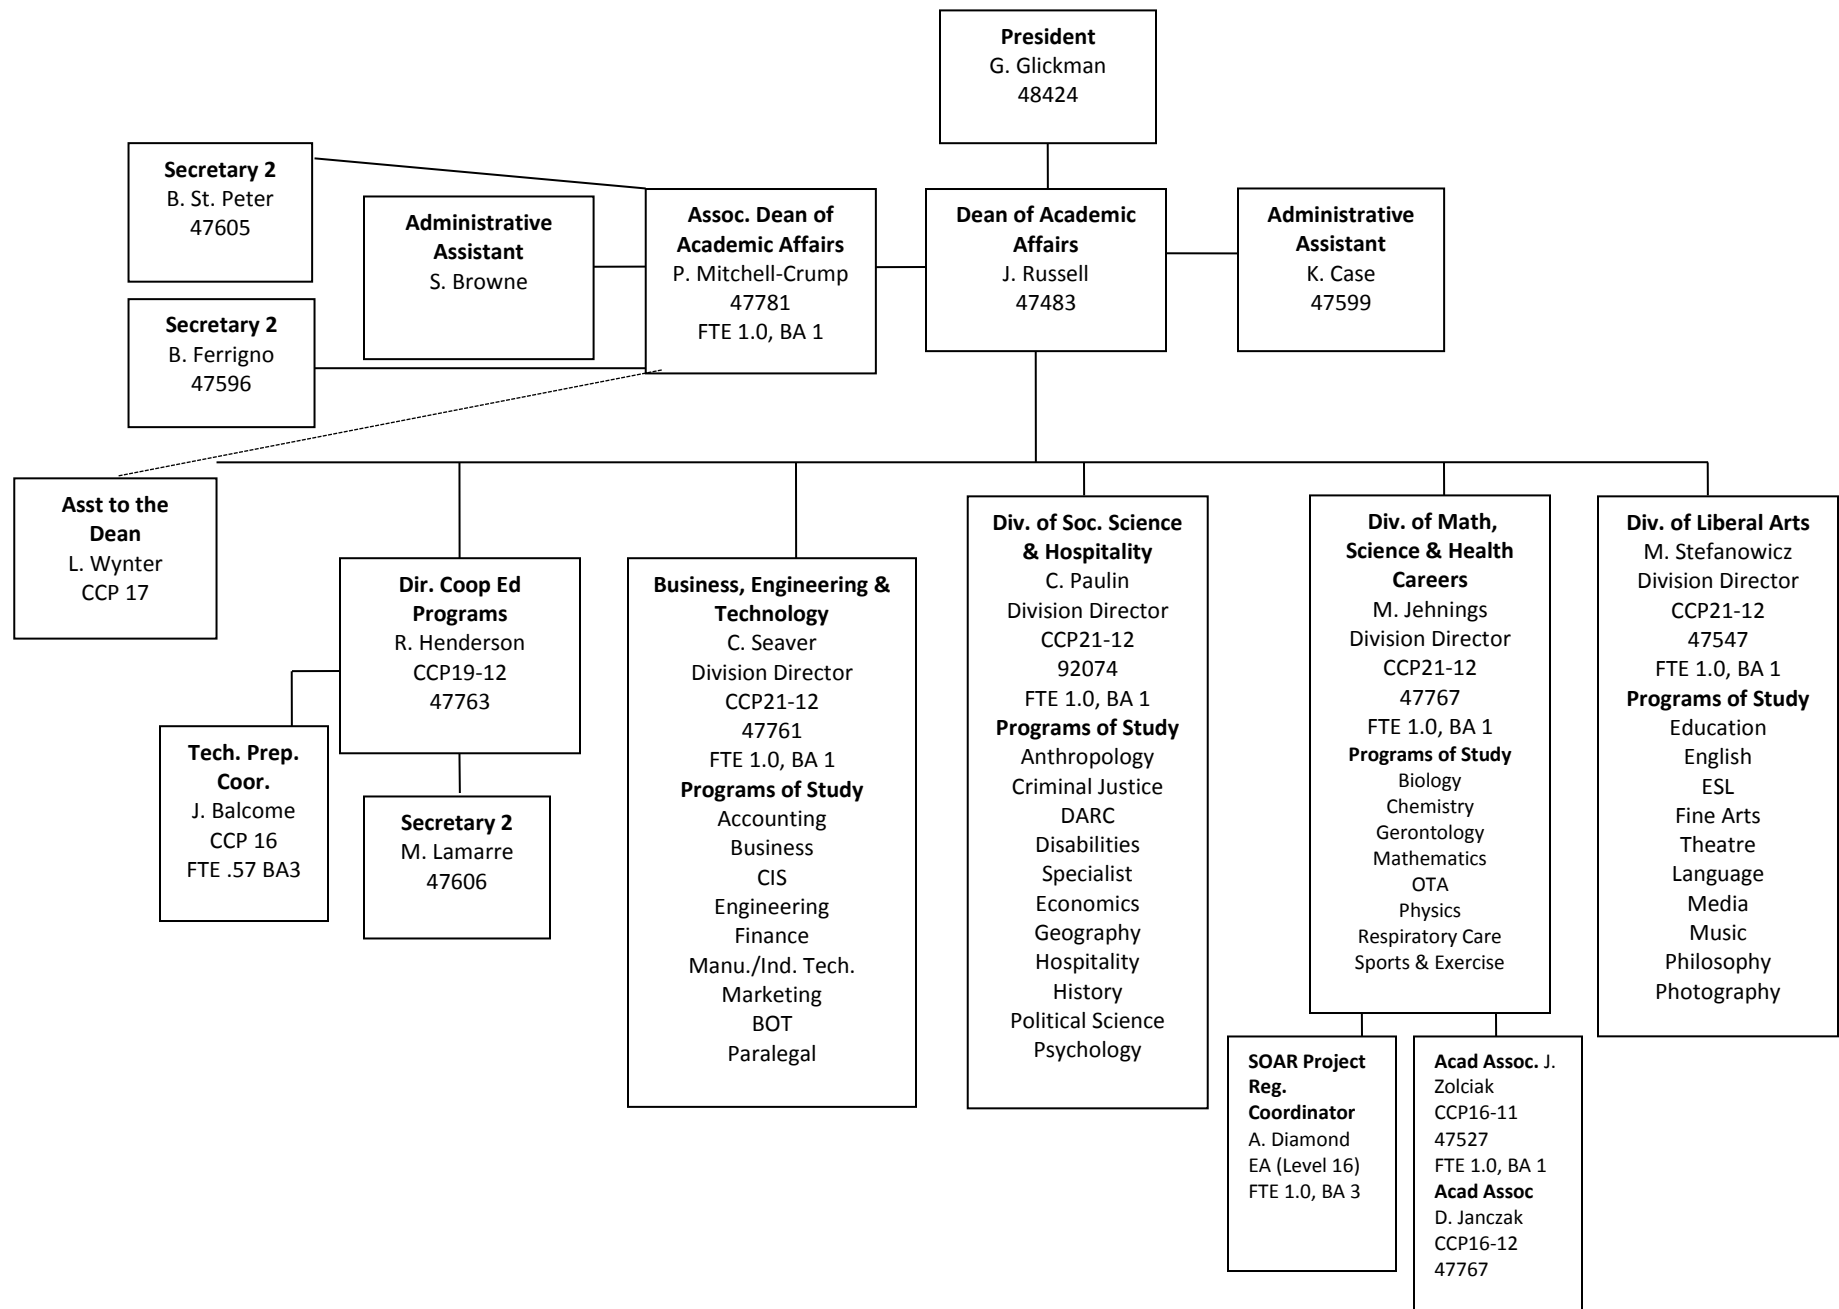 President
G. Glickman
48424
Secretary 2
B. St. Peter
47605
Administrative
Assistant
S. Browne
Assoc. Dean of
Academic Affairs
P. Mitchell-Crump
47781
FTE 1.0, BA 1
Dean of Academic
Affairs
J. Russell
47483
Administrative
Assistant
K. Case
47599
Secretary 2
B. Ferrigno
47596
Asst to the
Dean
L. Wynter
CCP 17
Dir. Coop Ed
Programs
R. Henderson
CCP19-12
47763
Tech. Prep.
Coor.
J. Balcome
CCP 16
FTE .57 BA3
Secretary 2
M. Lamarre
47606
Business, Engineering &
Technology
C. Seaver
Division Director
CCP21-12
47761
FTE 1.0, BA 1
Programs of Study
Accounting
Business
CIS
Engineering
Finance
Manu./Ind. Tech.
Marketing
BOT
Paralegal
Div. of Soc. Science
& Hospitality
C. Paulin
Division Director
CCP21-12
92074
FTE 1.0, BA 1
Programs of Study
Anthropology
Criminal Justice
DARC
Disabilities
Specialist
Economics
Geography
Hospitality
History
Political Science
Psychology
Div. of Math,
Science & Health
Careers
M. Jehnings
Division Director
CCP21-12
47767
FTE 1.0, BA 1
Programs of Study
Biology
Chemistry
Gerontology
Mathematics
OTA
Physics
Respiratory Care
Sports & Exercise
SOAR Project
Reg.
Coordinator
A. Diamond
EA (Level 16)
FTE 1.0, BA 3
Acad Assoc. J.
Zolciak
CCP16-11
47527
FTE 1.0, BA 1
Acad Assoc
D. Janczak
CCP16-12
47767
Div. of Liberal Arts
M. Stefanowicz
Division Director
CCP21-12
47547
FTE 1.0, BA 1
Programs of Study
Education
English
ESL
Fine Arts
Theatre
Language
Media
Music
Philosophy
Photography